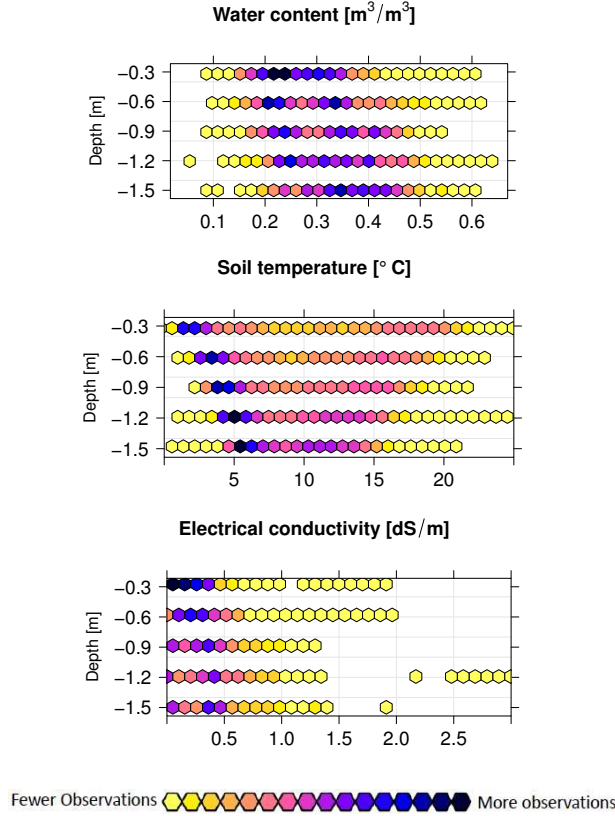 Water content [m³/m³]
Depth [m]
−0.3
−0.6
−0.9
−1.2
−1.5
0.1 0.2 0.3 0.4 0.5 0.6
Soil temperature [° C]
Depth [m]
−0.3
−0.6
−0.9
−1.2
−1.5
5 10 15 20
Electrical conductivity [dS/m]
Depth [m]
−0.3
−0.6
−0.9
−1.2
−1.5
0.5 1.0 1.5 2.0 2.5
Fewer Observations More observations